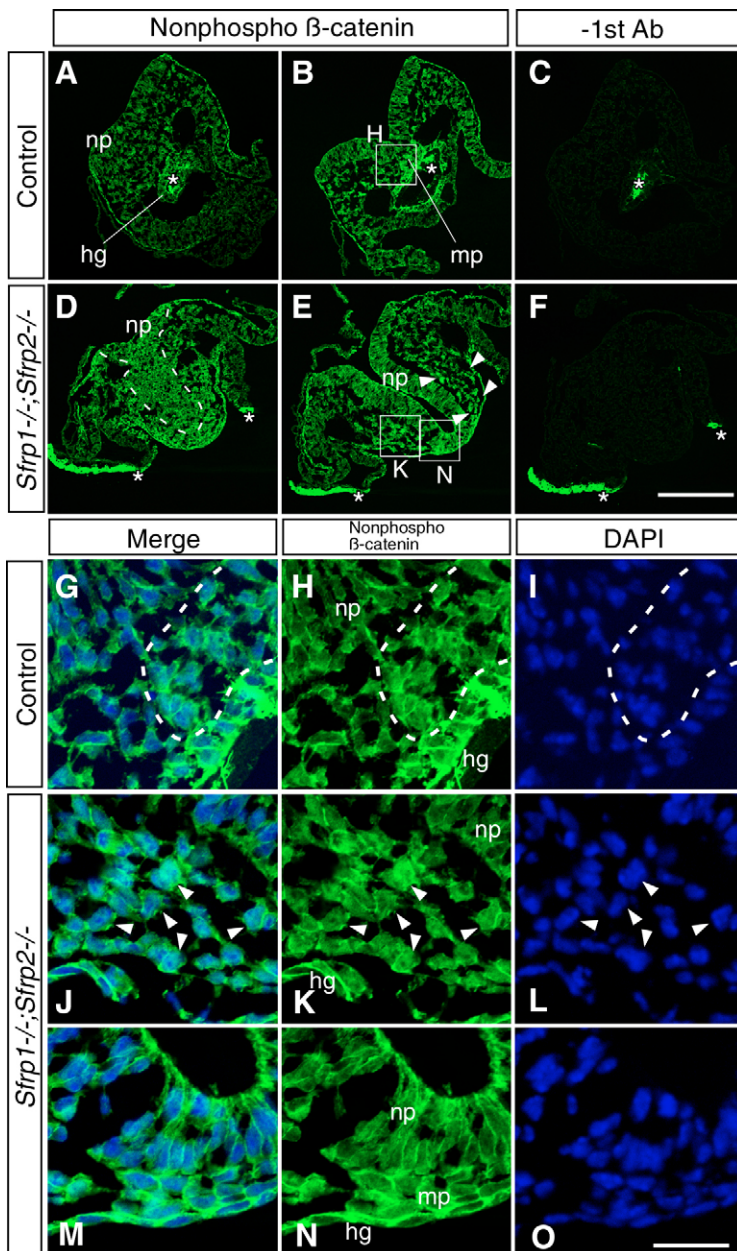 Nonphospho ß-catenin
-1st Ab
Control
A
np
hg
*
B
H
*
mp
C
*
Sfrp1-/-;Sfrp2-/-
D
np
*
*
E
np
K
N
*
F
*
*
Merge
Nonphospho
ß-catenin
DAPI
Control
G
H
np
hg
I
Sfrp1-/-;Sfrp2-/-
J
np
hg
K
L
M
np
mp
hg
N
O